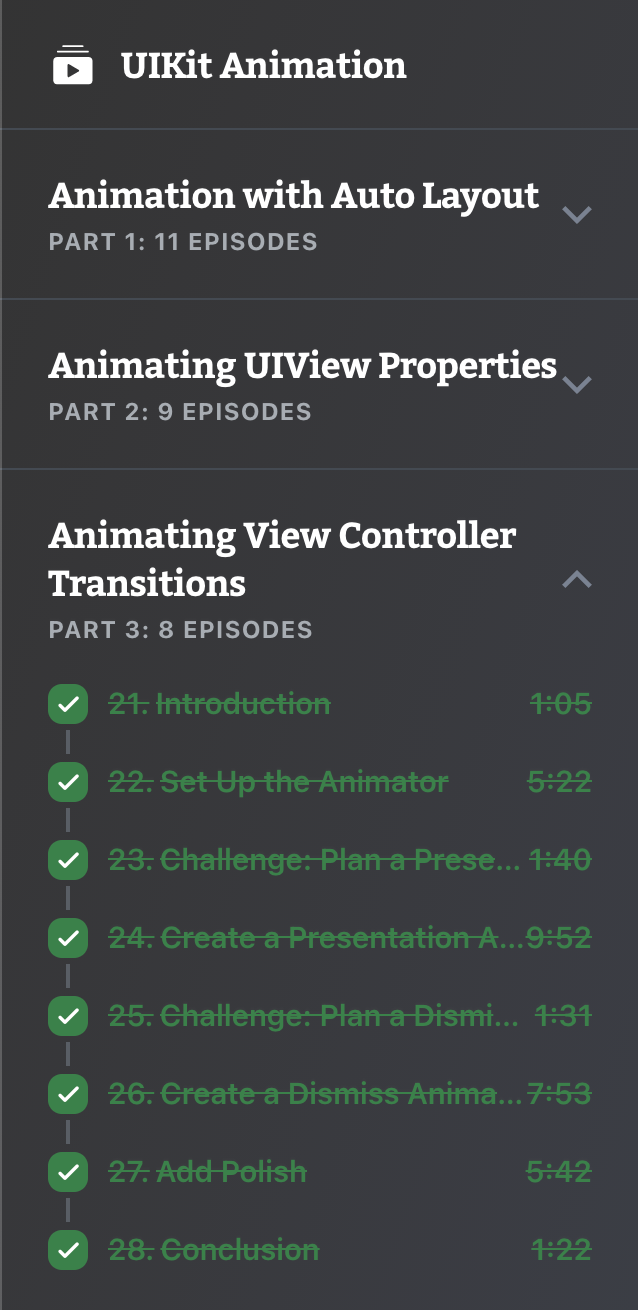 UIKit Animation
Animation with Auto Layout
PART 1: 11 EPISODES
Animating UIView Properties
PART 2: 9 EPISODES
Animating View Controller
Transitions
PART 3: 8 EPISODES
21. Introduction 1:05
22. Set Up the Animator 5:22
23. Challenge: Plan a Prese... 1:40
24. Create a Presentation A... 9:52
25. Challenge: Plan a Dismi... 1:31
26. Create a Dismiss Anima... 7:53
27. Add Polish 5:42
28. Conclusion 1:22